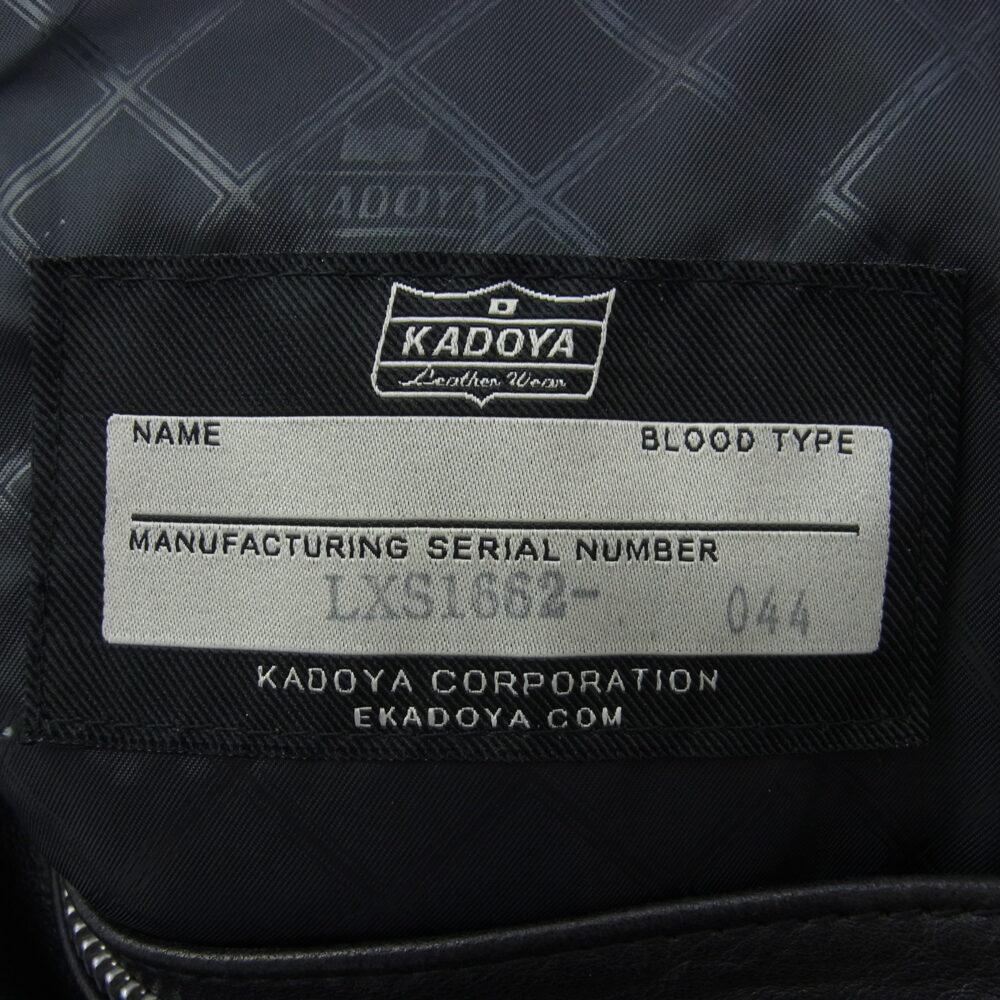 KADOYA
KADOYA
Leather Wear
NAME BLOOD TYPE
MANUFACTURING SERIAL NUMBER
LXS1662- 044
KADOYA CORPORATION
EKADOYA.COM